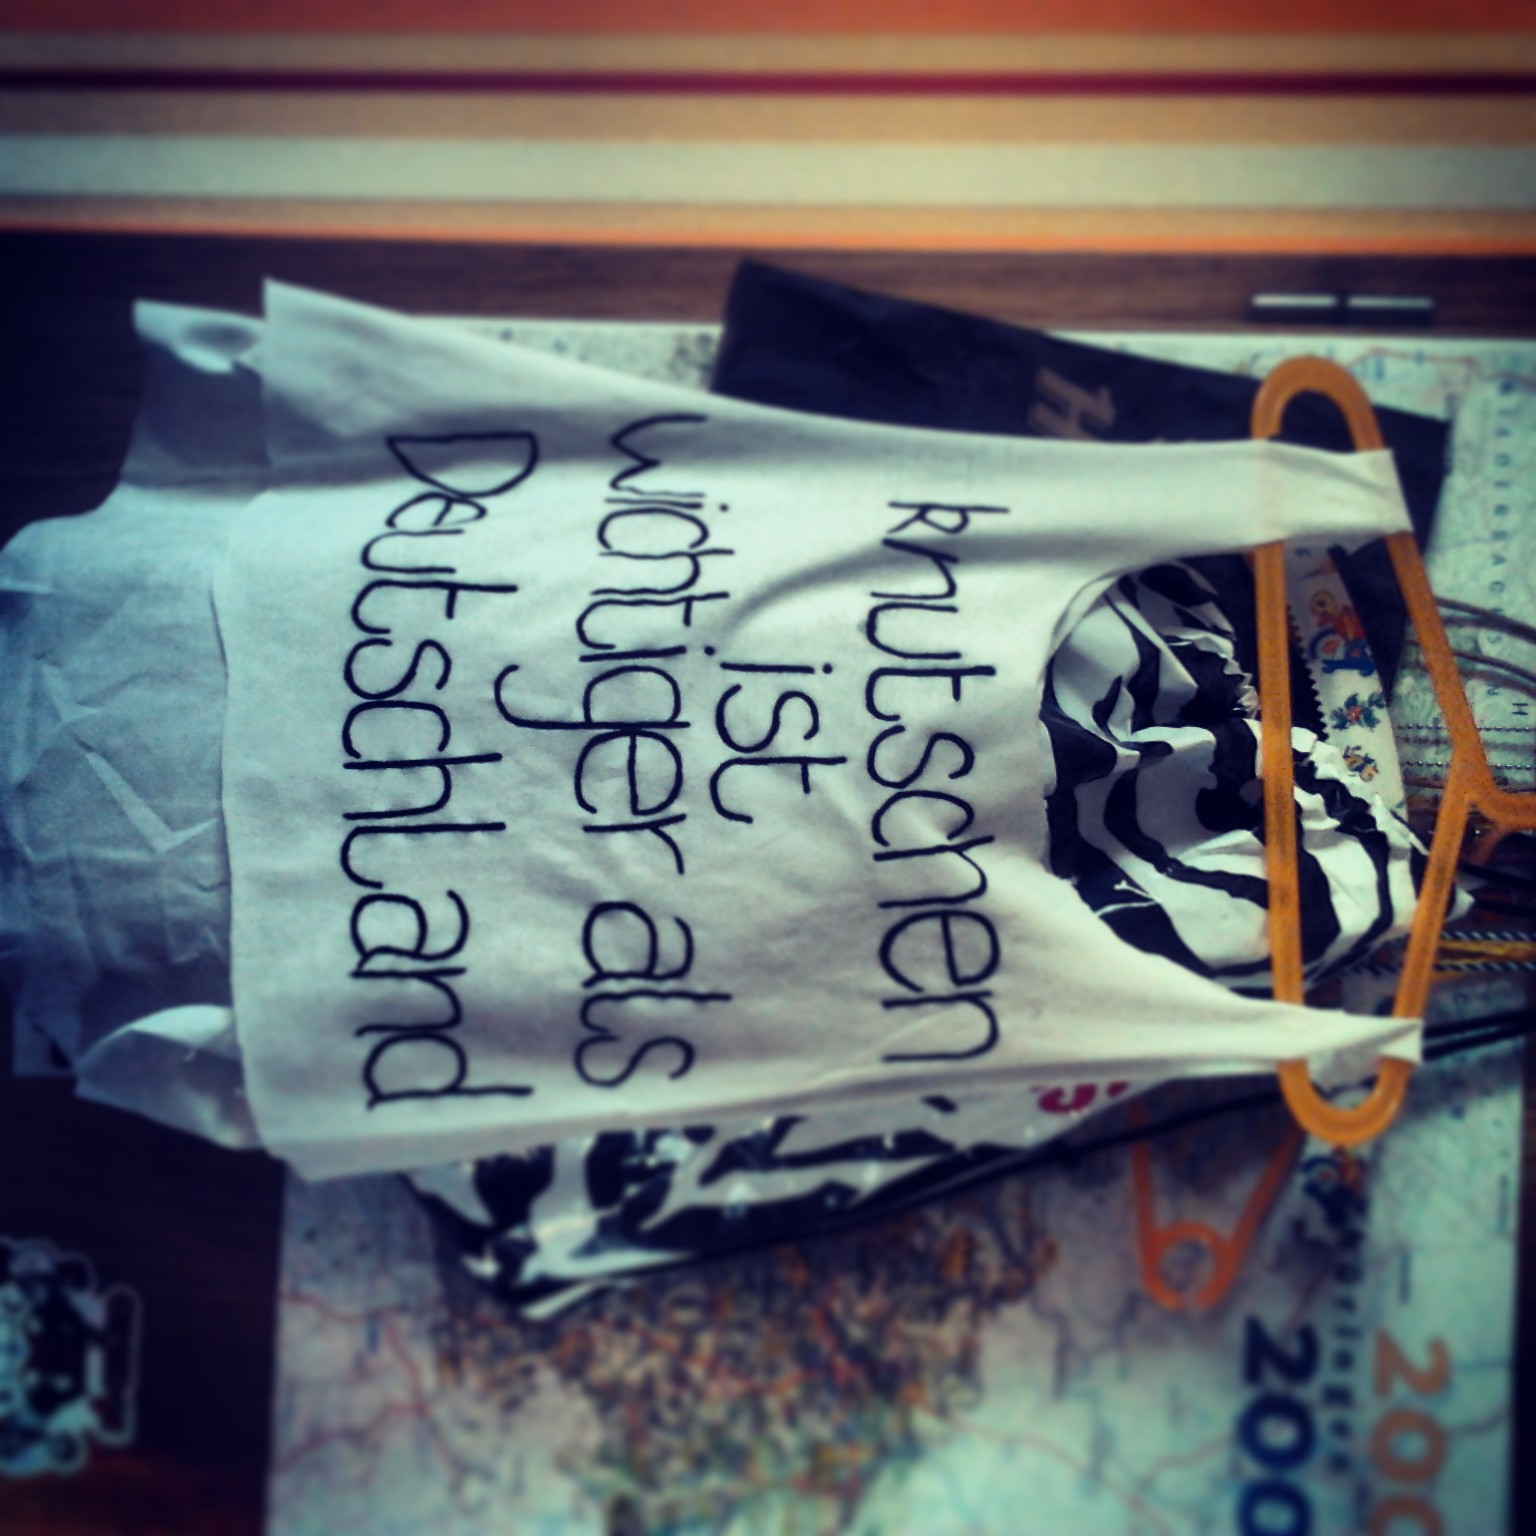 knutschen
ist
wichtiger als
Deutschland